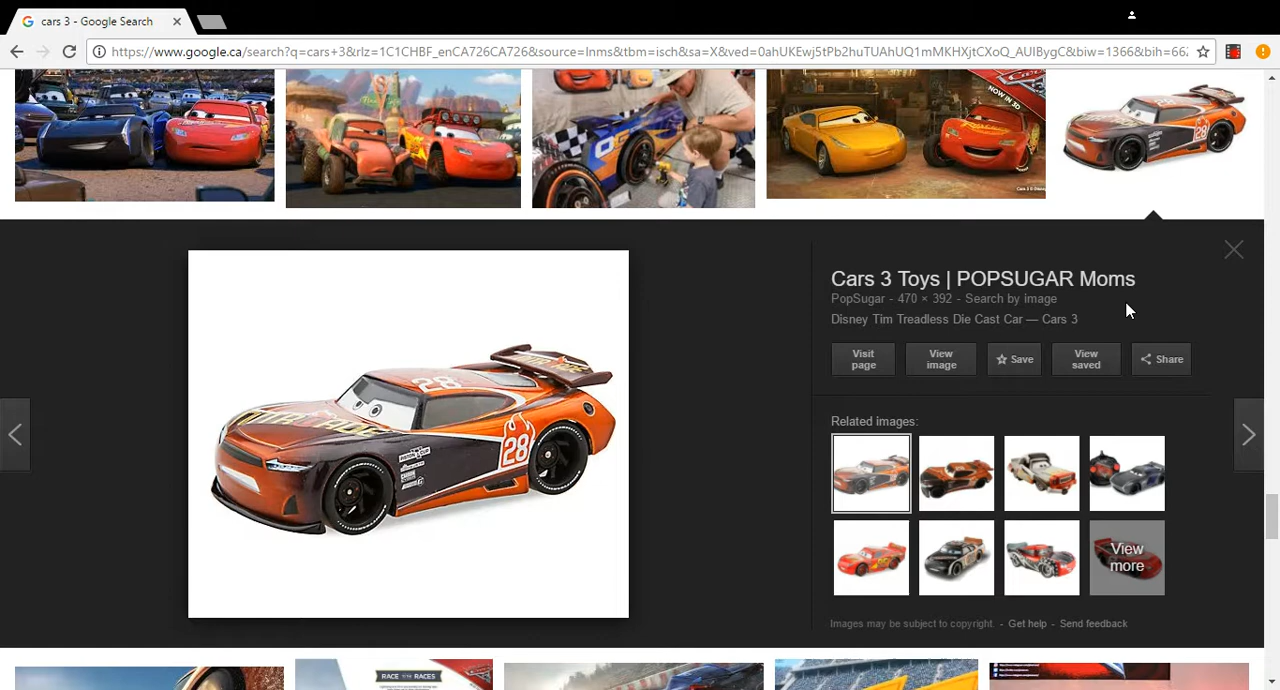 cars 3 - Google Search
https://www.google.ca/search?q=cars+3&rlz=1C1CHBF_enCA726CA726&source=lnms&tbm=isch&sa=X&ved=0ahUKEwj5tPb2huTUAhUQ1mMKHXjtCXoQ_AUIBygC&biw=1366&bih=662
NOW IN 3D
28
Cars 3 Toys | POPSUGAR Moms
PopSugar - 470 × 392 - Search by image
Disney Tim Treadless Die Cast Car — Cars 3
Visit page
View image
Save
View saved
Share
28
28
Related images:
View more
Images may be subject to copyright. - Get help - Send feedback
RACE OF THE RACES